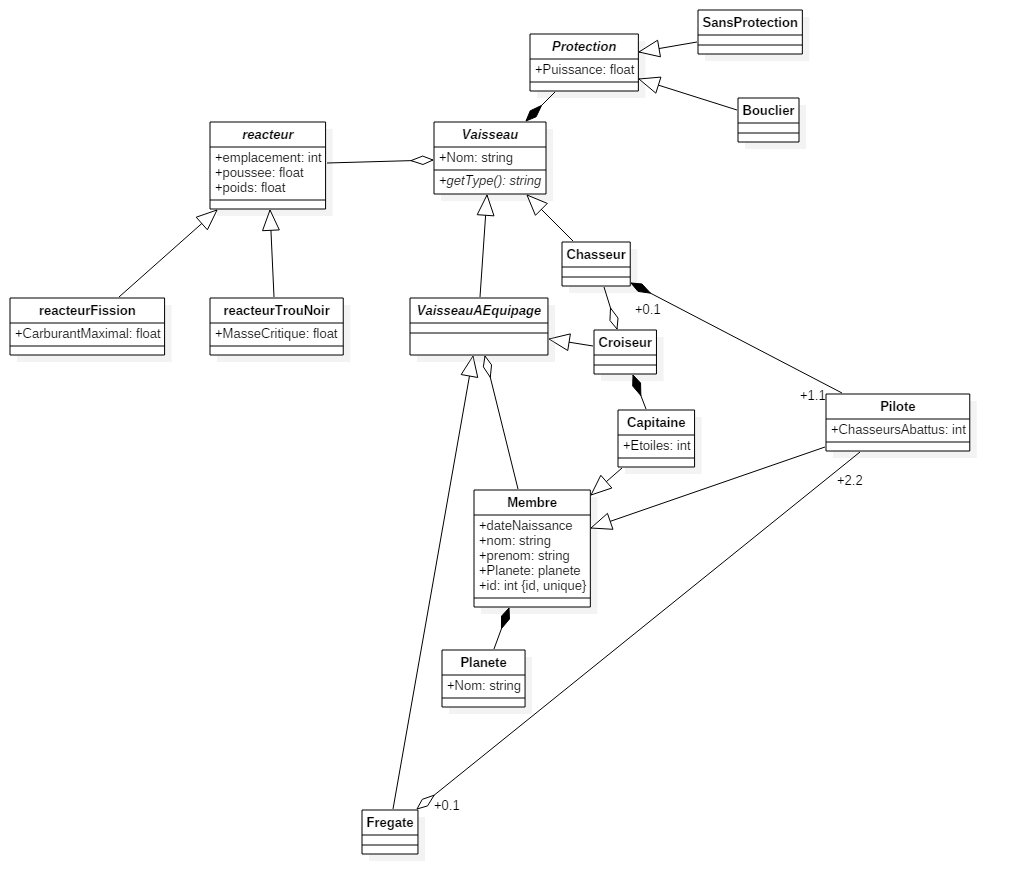 SansProtection
Protection
+Puissance: float
Bouclier
reacteur
+emplacement: int
+poussee: float
+poids: float
Vaisseau
+Nom: string
+getType(): string
Chasseur
+0.1
reacteurFission
+CarburantMaximal: float
reacteurTrouNoir
+MasseCritique: float
VaisseauAEquipage
Croiseur
+1.1
Pilote
+ChasseursAbattus: int
+2.2
Capitaine
+Etoiles: int
Membre
+dateNaissance
+nom: string
+prenom: string
+Planete: planete
+id: int {id, unique}
Planete
+Nom: string
+0.1
Fregate